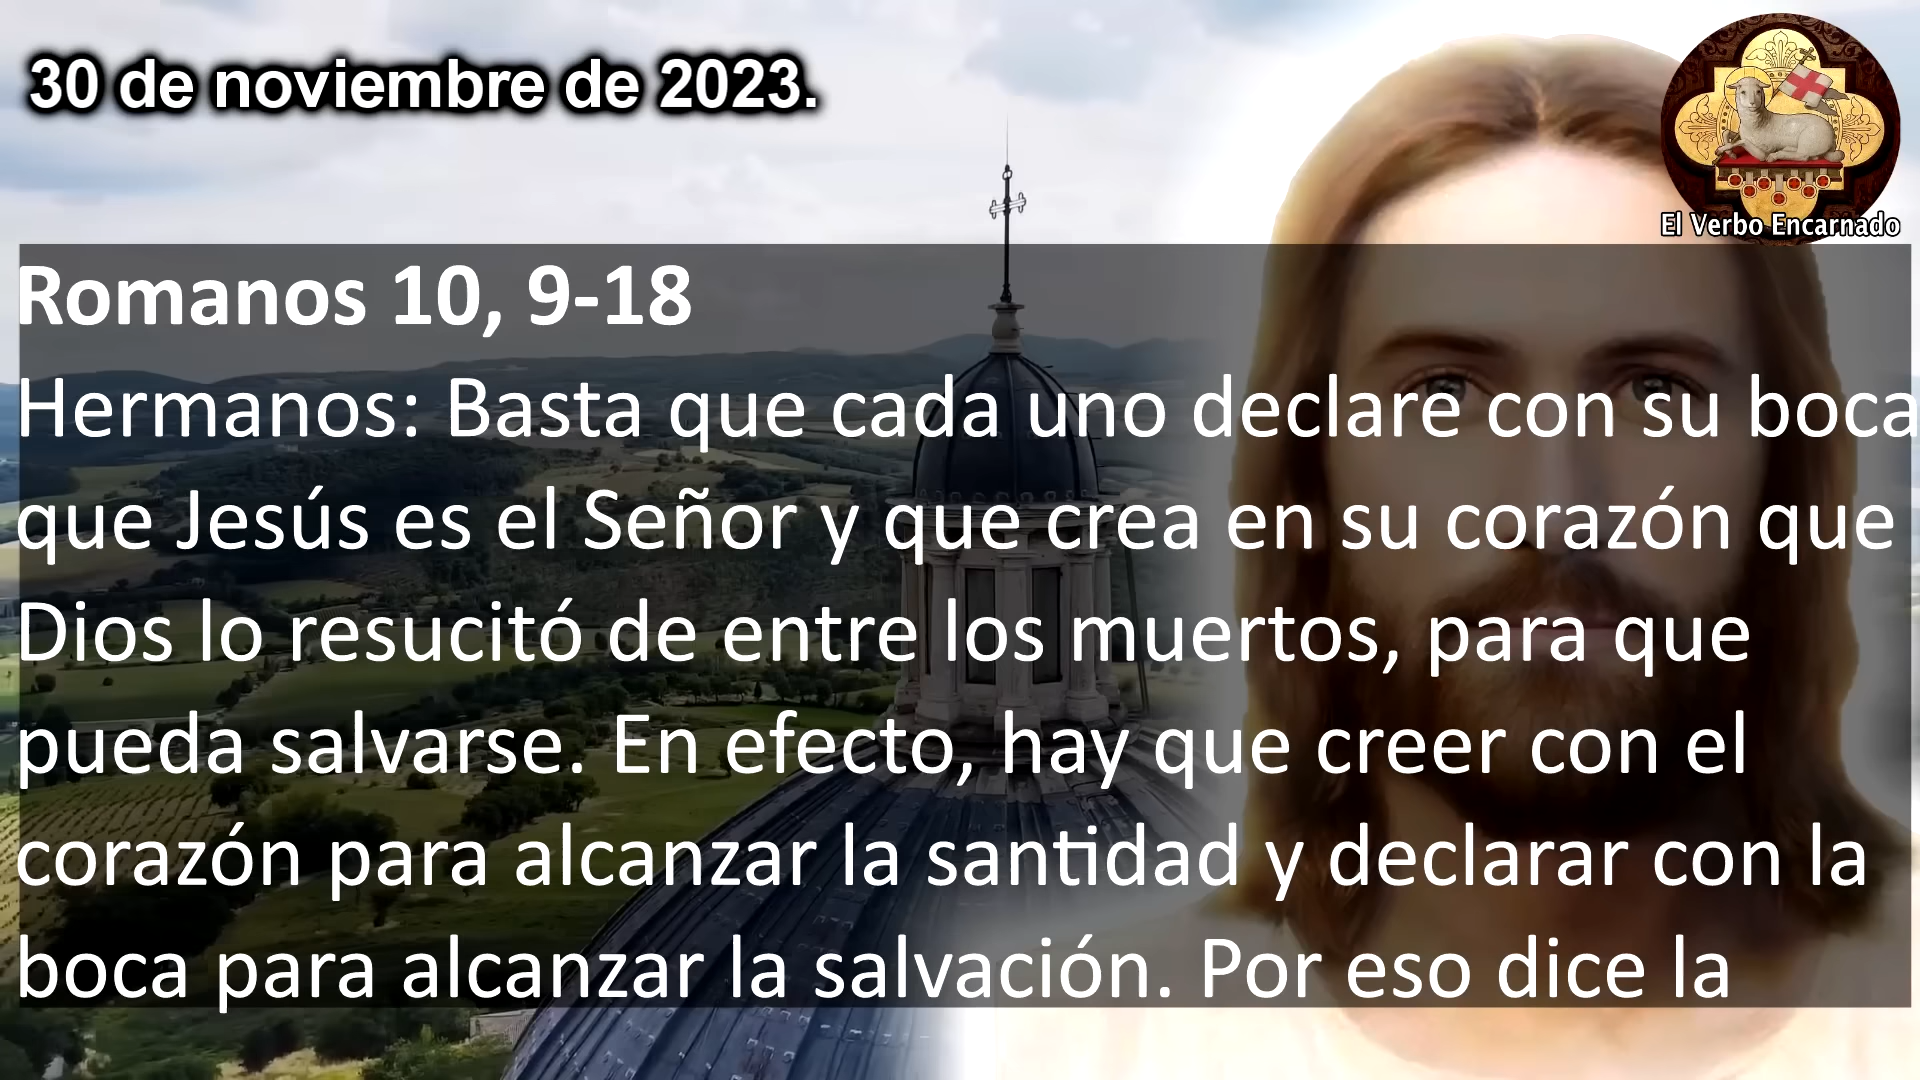 30 de noviembre de 2023.
El Verbo Encarnado
Romanos 10, 9-18
Hermanos: Basta que cada uno declare con su boca
que Jesús es el Señor y que crea en su corazón que
Dios lo resucitó de entre los muertos, para que
pueda salvarse. En efecto, hay que creer con el
corazón para alcanzar la santidad y declarar con la
boca para alcanzar la salvación. Por eso dice la